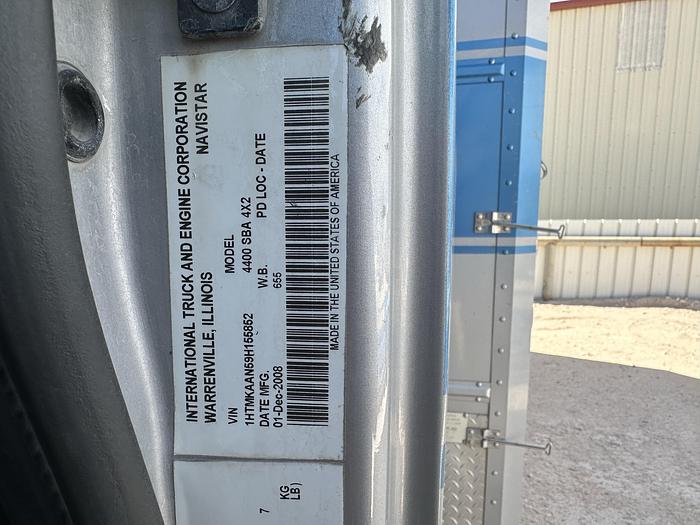 INTERNATIONAL TRUCK AND ENGINE CORPORATION
WARRENVILLE, ILLINOIS NAVISTAR
VIN MODEL
1HTMKAAN59H155852 4400 SBA 4X2
DATE MFG. W.B. PD LOC - DATE
01-Dec-2008 655
MADE IN THE UNITED STATES OF AMERICA
7 KG
LB)